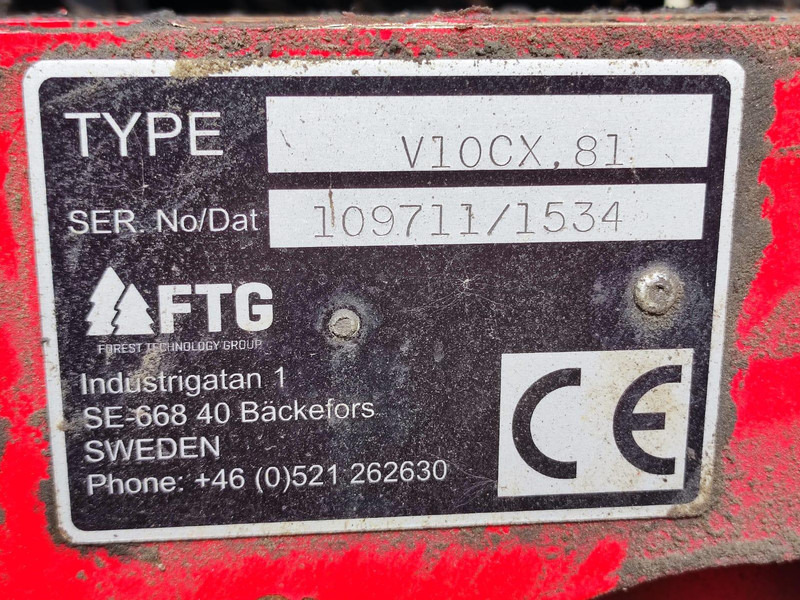 TYPE V10CX,81
SER. No/Dat 109711/1534
FTG
FOREST TECHNOLOGY GROUP
Industrigatan 1
SE-668 40 Bäckefors
SWEDEN
Phone: +46 (0)521 262630
CE